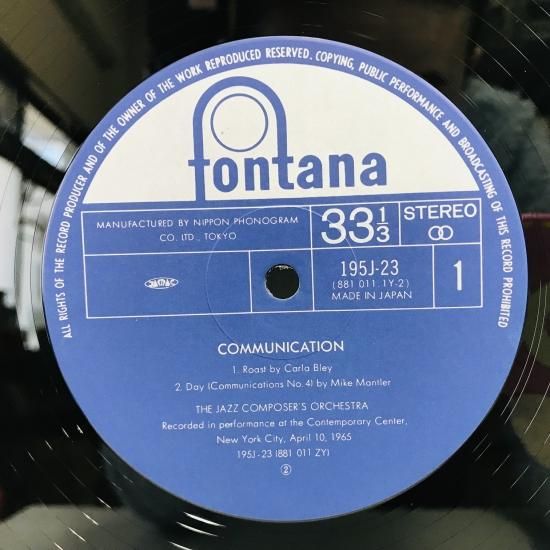 ALL RIGHTS OF THE RECORD PRODUCER AND OF THE OWNER OF THE WORK REPRODUCED RESERVED. COPYING, PUBLIC PERFORMANCE AND BROADCASTING OF THIS RECORD PROHIBITED
fontana
MANUFACTURED BY NIPPON PHONOGRAM
CO. LTD., TOKYO
33 1/3
STEREO
JASRAC
195J-23
(881 011.1Y-2)
MADE IN JAPAN
1
COMMUNICATION
1. Roast by Carla Bley
2. Day (Communications No. 4) by Mike Mantler
THE JAZZ COMPOSER'S ORCHESTRA
Recorded in performance at the Contemporary Center,
New York City, April 10, 1965
195J-23 (881 011 ZY)
②